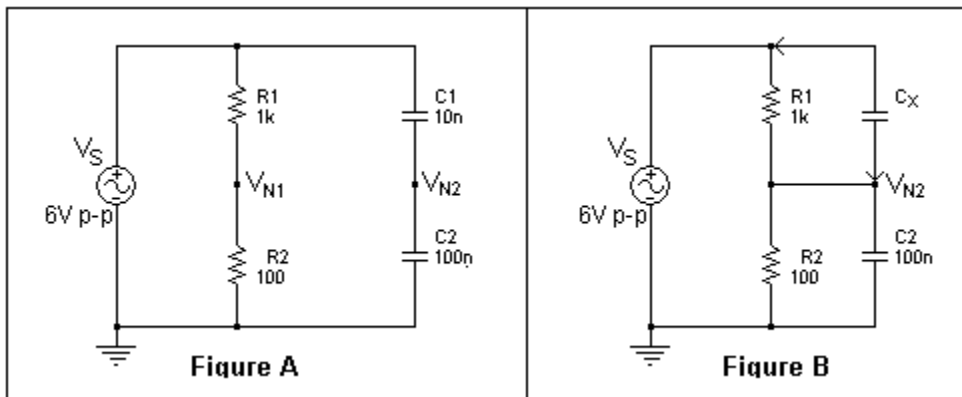 R1
1k
C1
10n
VS
VN1
VN2
6V p-p
R2
100
C2
100n
Figure A
R1
1k
CX
VS
VN2
6V p-p
R2
100
C2
100n
Figure B